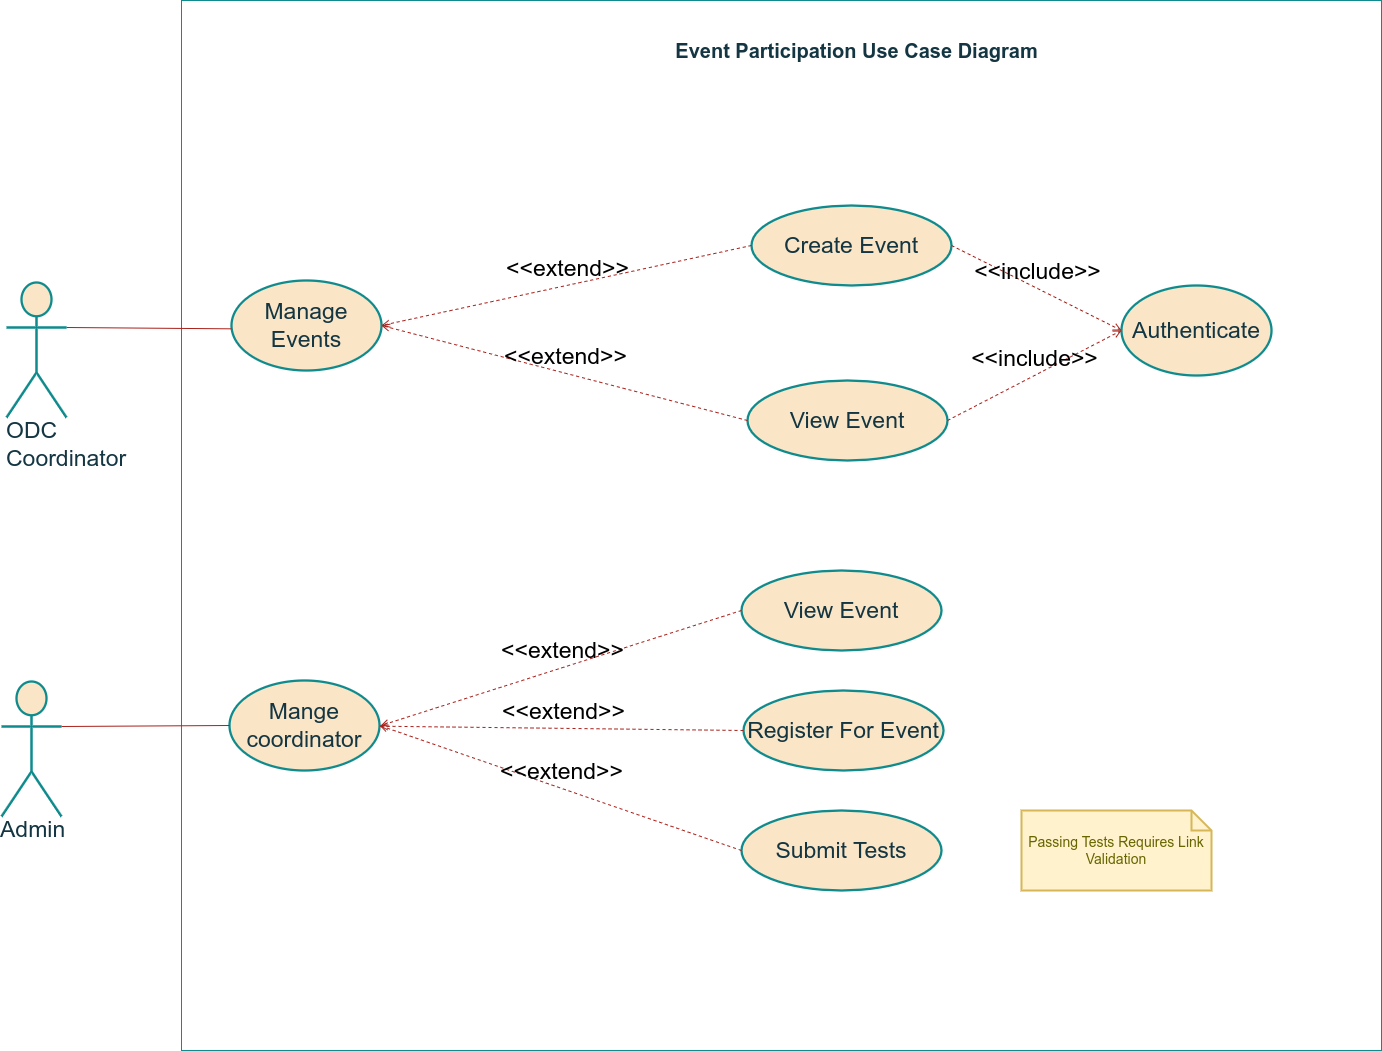 Event Participation Use Case Diagram
Create Event
<<extend>>
<<include>>
Manage
Events
Authenticate
<<extend>>
<<include>>
View Event
ODC
Coordinator
View Event
<<extend>>
Mange
coordinator
<<extend>>
Register For Event
<<extend>>
Submit Tests
Admin
Passing Tests Requires Link
Validation